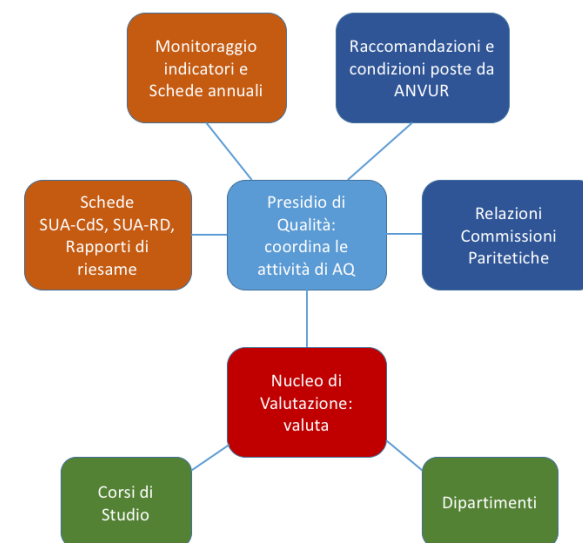 Monitoraggio
indicatori e
Schede annuali
Raccomandazioni e
condizioni poste da
ANVUR
Schede
SUA-CdS, SUA-RD,
Rapporti di
riesame
Presidio di
Qualità:
coordina le
attività di AQ
Relazioni
Commissioni
Paritetiche
Nucleo di
Valutazione:
valuta
Corsi di
Studio
Dipartimenti